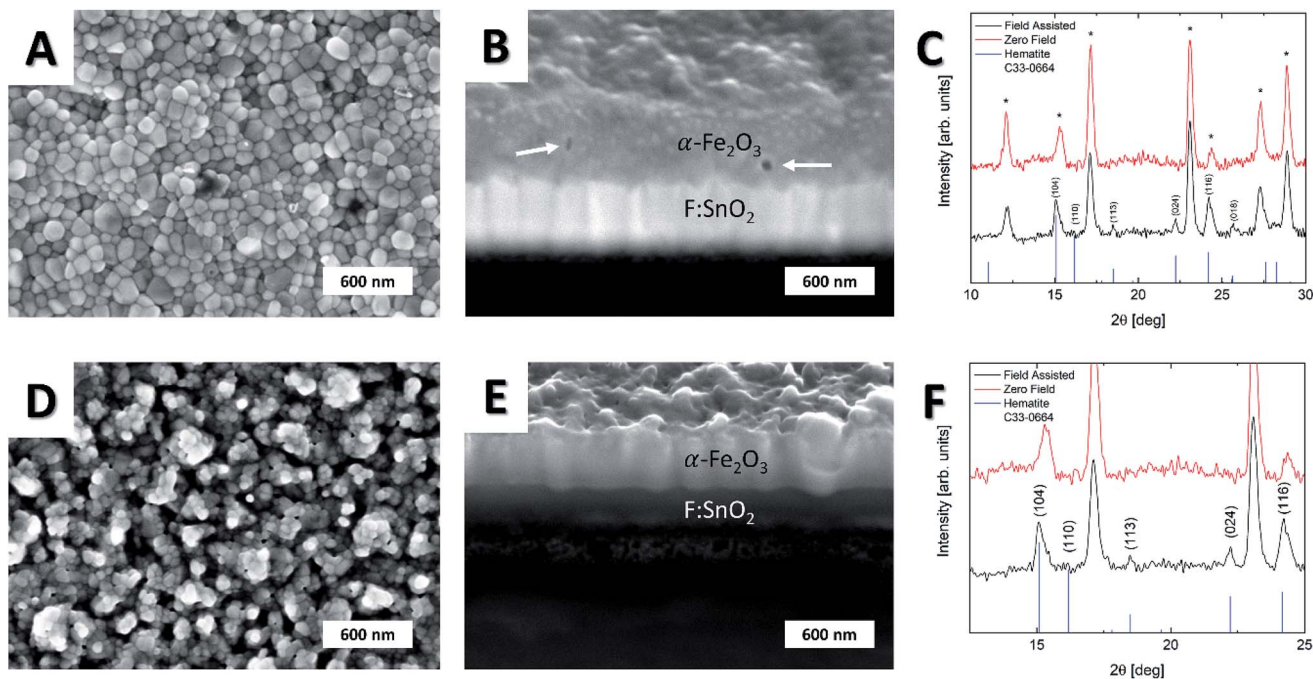 A
600 nm
B
α-Fe2O3
F:SnO2
600 nm
C
Intensity [arb. units]
Field Assisted
Zero Field
Hematite
C33-0664
*
*
*
*
*
*
*
(104)
(110)
(113)
(024)
(116)
(018)
10
15
20
25
30
2θ [deg]
D
600 nm
E
α-Fe2O3
F:SnO2
600 nm
F
Intensity [arb. units]
Field Assisted
Zero Field
Hematite
C33-0664
(104)
(110)
(113)
(024)
(116)
15
20
25
2θ [deg]